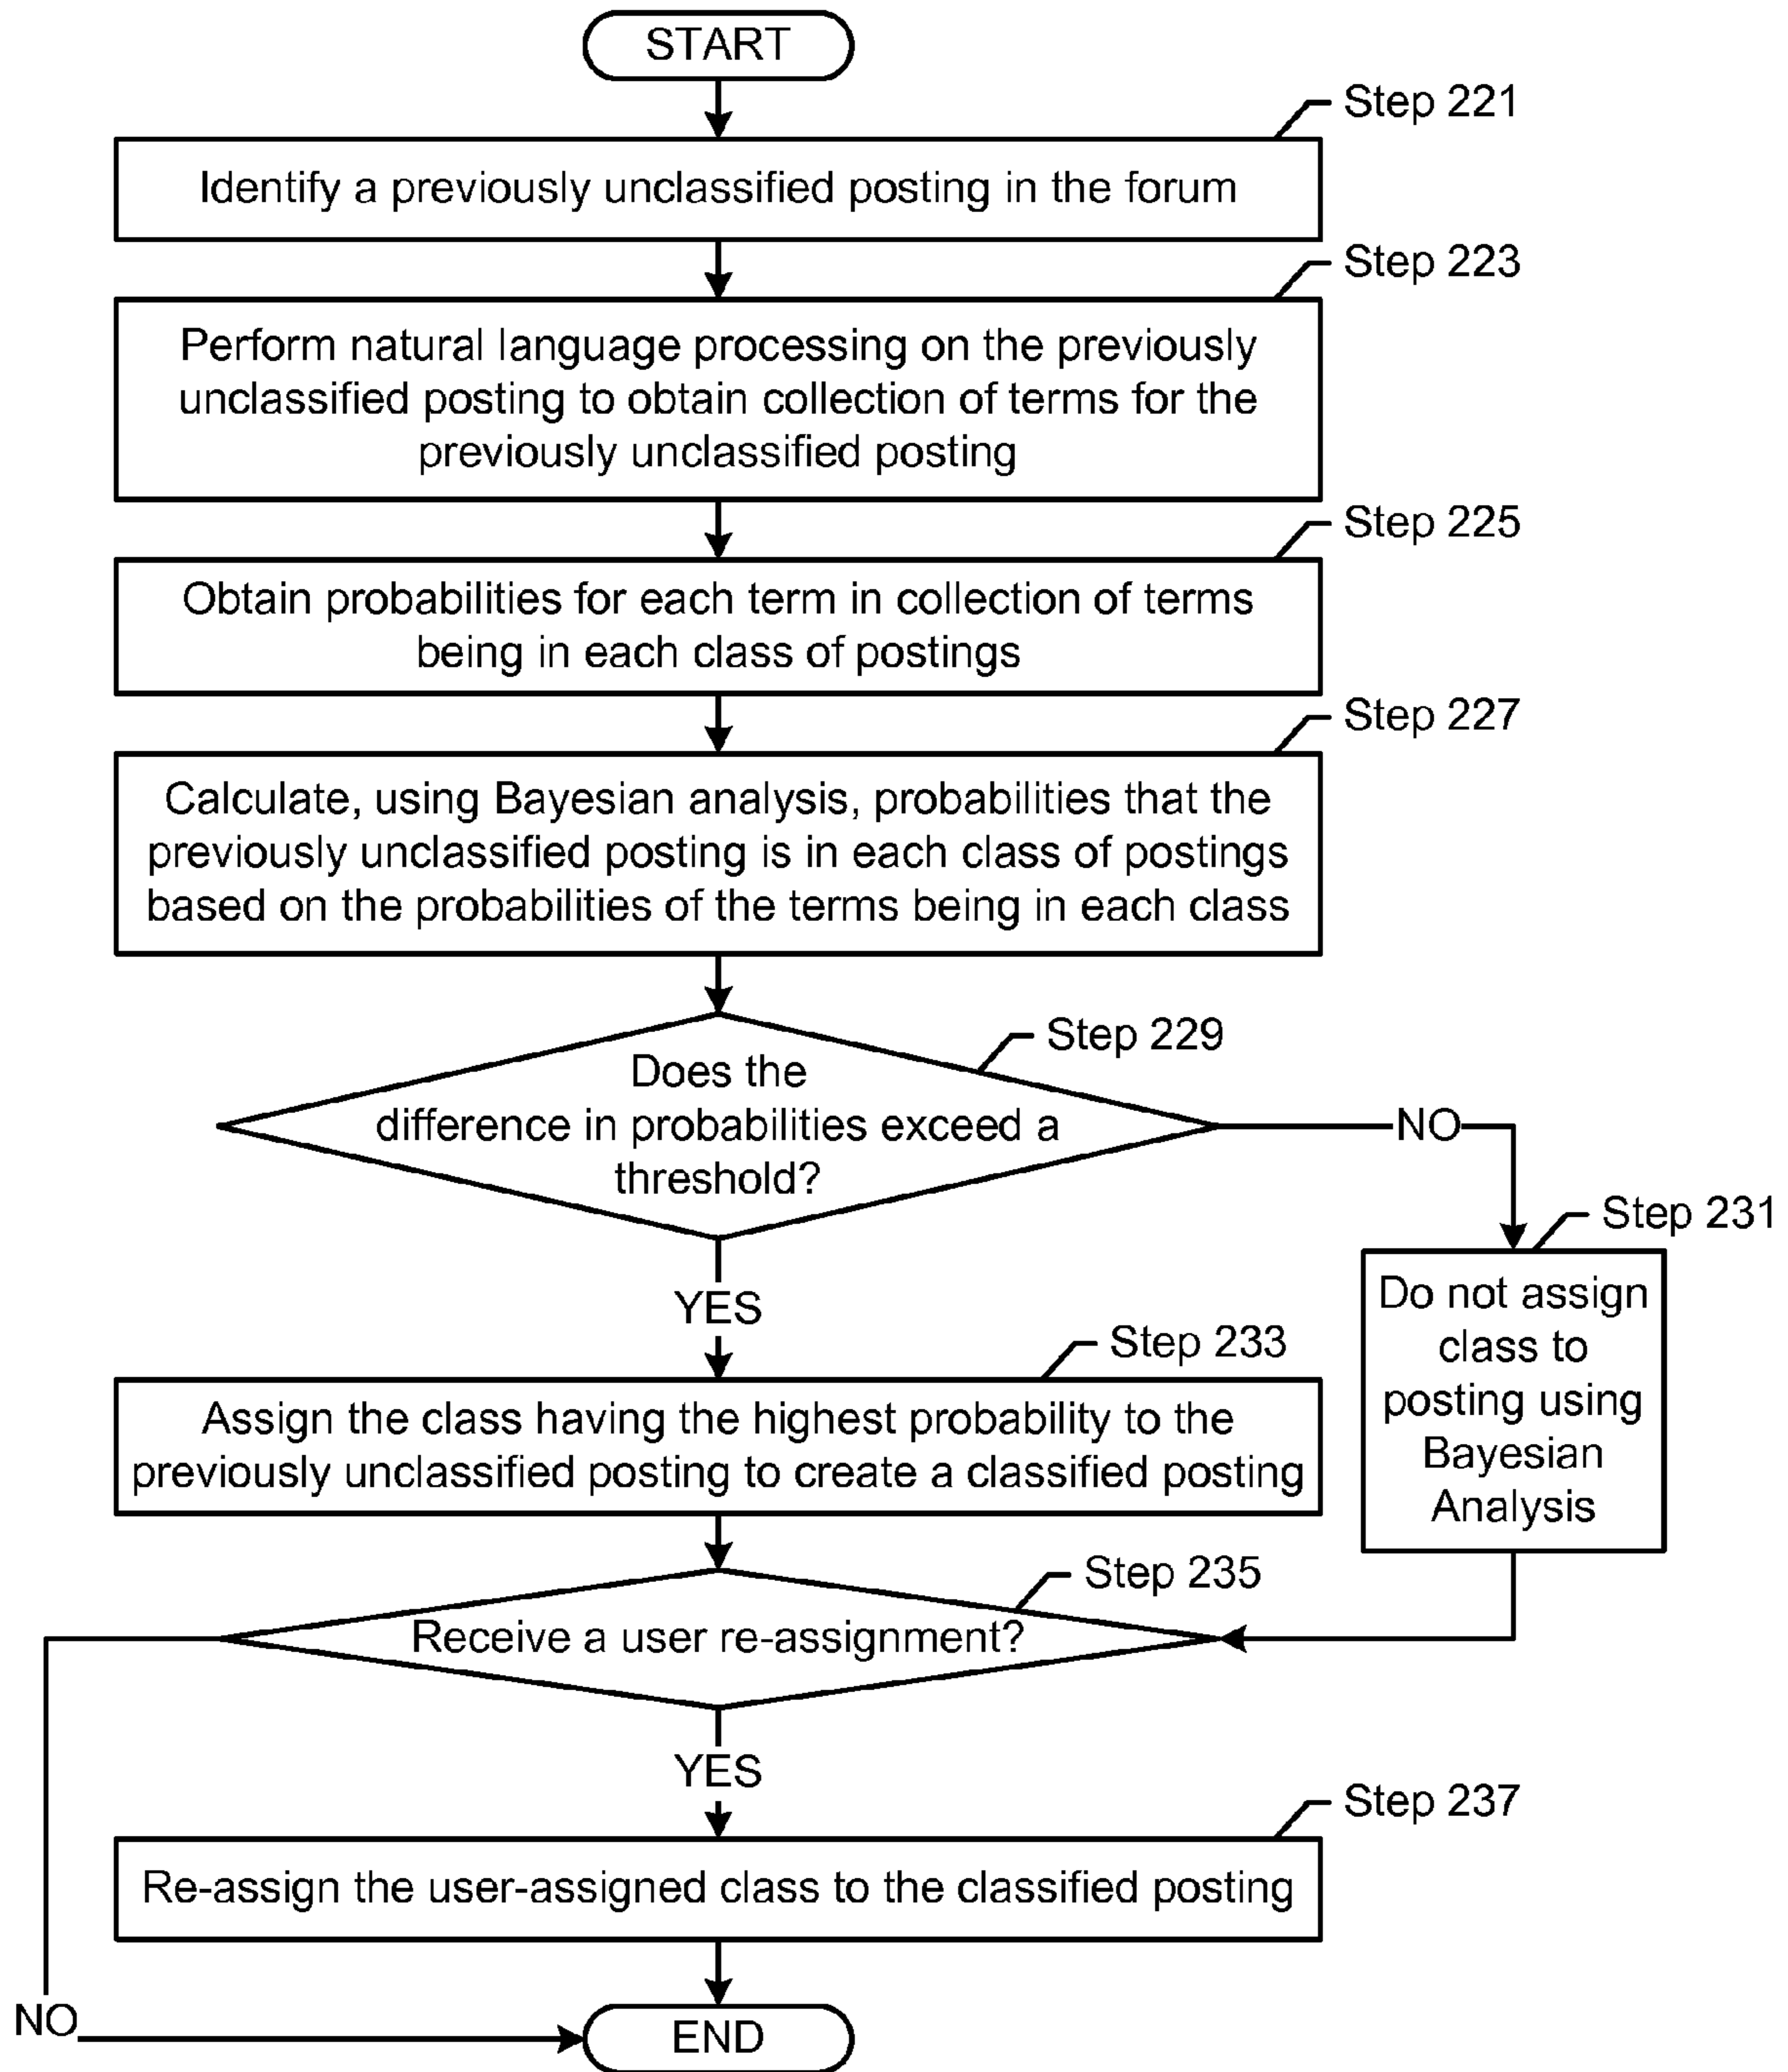 START
Step 221
Identify a previously unclassified posting in the forum
Step 223
Perform natural language processing on the previously
unclassified posting to obtain collection of terms for the
previously unclassified posting
Step 225
Obtain probabilities for each term in collection of terms
being in each class of postings
Step 227
Calculate, using Bayesian analysis, probabilities that the
previously unclassified posting is in each class of postings
based on the probabilities of the terms being in each class
Step 229
Does the
difference in probabilities exceed a
threshold?
NO
Step 231
Do not assign
class to
posting using
Bayesian
Analysis
YES
Step 233
Assign the class having the highest probability to the
previously unclassified posting to create a classified posting
Step 235
Receive a user re-assignment?
YES
Step 237
Re-assign the user-assigned class to the classified posting
NO
END